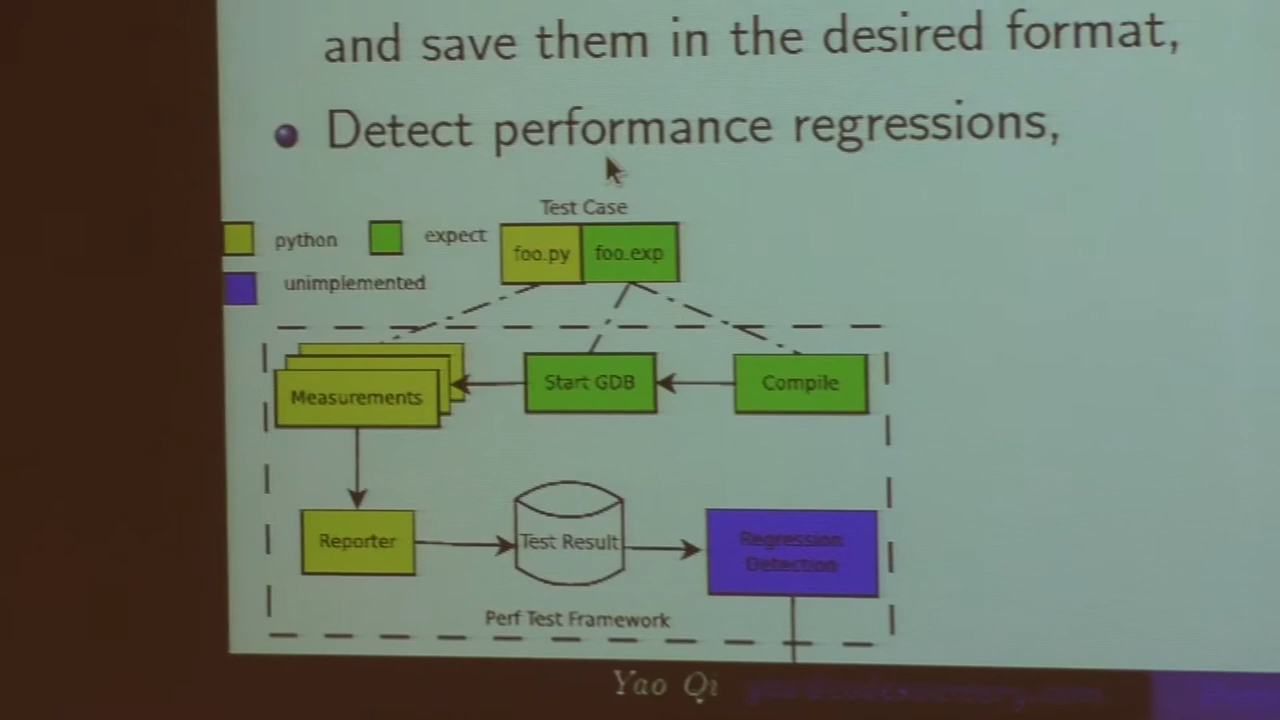 and save them in the desired format,
Detect performance regressions,
Test Case
python
expect
foo.py
foo.exp
unimplemented
Measurements
Start GDB
Compile
Reporter
Test Result
Regression
Detection
Perf Test Framework
Yao Qi